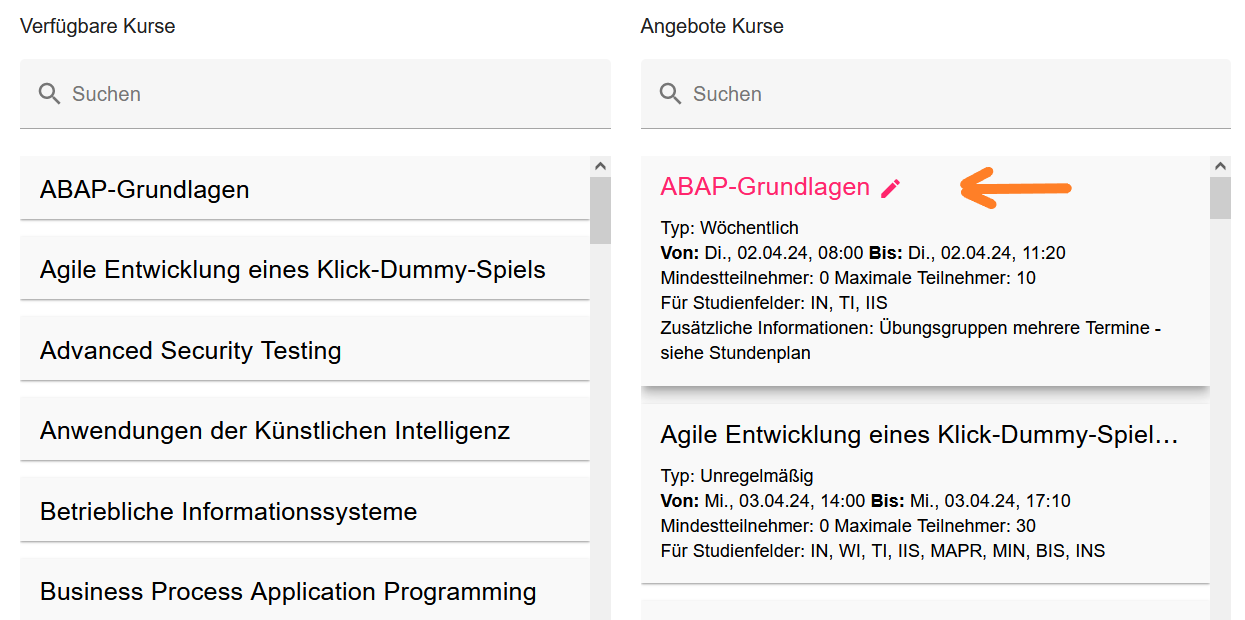 Verfügbare Kurse
Suchen
ABAP-Grundlagen
Agile Entwicklung eines Klick-Dummy-Spiels
Advanced Security Testing
Anwendungen der Künstlichen Intelligenz
Betriebliche Informationssysteme
Business Process Application Programming
Angebote Kurse
Suchen
ABAP-Grundlagen
Typ: Wöchentlich
Von: Di., 02.04.24, 08:00 Bis: Di., 02.04.24, 11:20
Mindestteilnehmer: 0 Maximale Teilnehmer: 10
Für Studienfelder: IN, TI, IIS
Zusätzliche Informationen: Übungsgruppen mehrere Termine -
siehe Stundenplan
Agile Entwicklung eines Klick-Dummy-Spiel…
Typ: Unregelmäßig
Von: Mi., 03.04.24, 14:00 Bis: Mi., 03.04.24, 17:10
Mindestteilnehmer: 0 Maximale Teilnehmer: 30
Für Studienfelder: IN, WI, TI, IIS, MAPR, MIN, BIS, INS